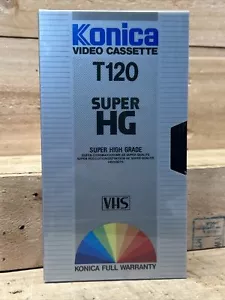 Konica
VIDEO CASSETTE
T120
SUPER
HG
SUPER HIGH GRADE
VHS
KONICA FULL WARRANTY